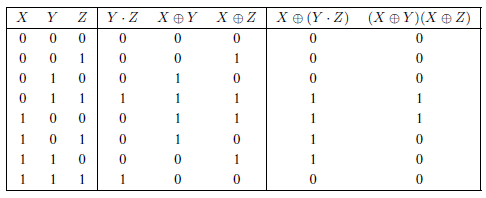 X Y Z Y · Z X ⊕ Y X ⊕ Z X ⊕ (Y · Z) (X ⊕ Y)(X ⊕ Z)
0 0 0 0 0 0 0 0
0 0 1 0 0 1 0 0
0 1 0 0 1 0 0 0
0 1 1 1 1 1 1 1
1 0 0 0 1 1 1 1
1 0 1 0 1 0 1 0
1 1 0 0 0 1 1 0
1 1 1 1 0 0 0 0